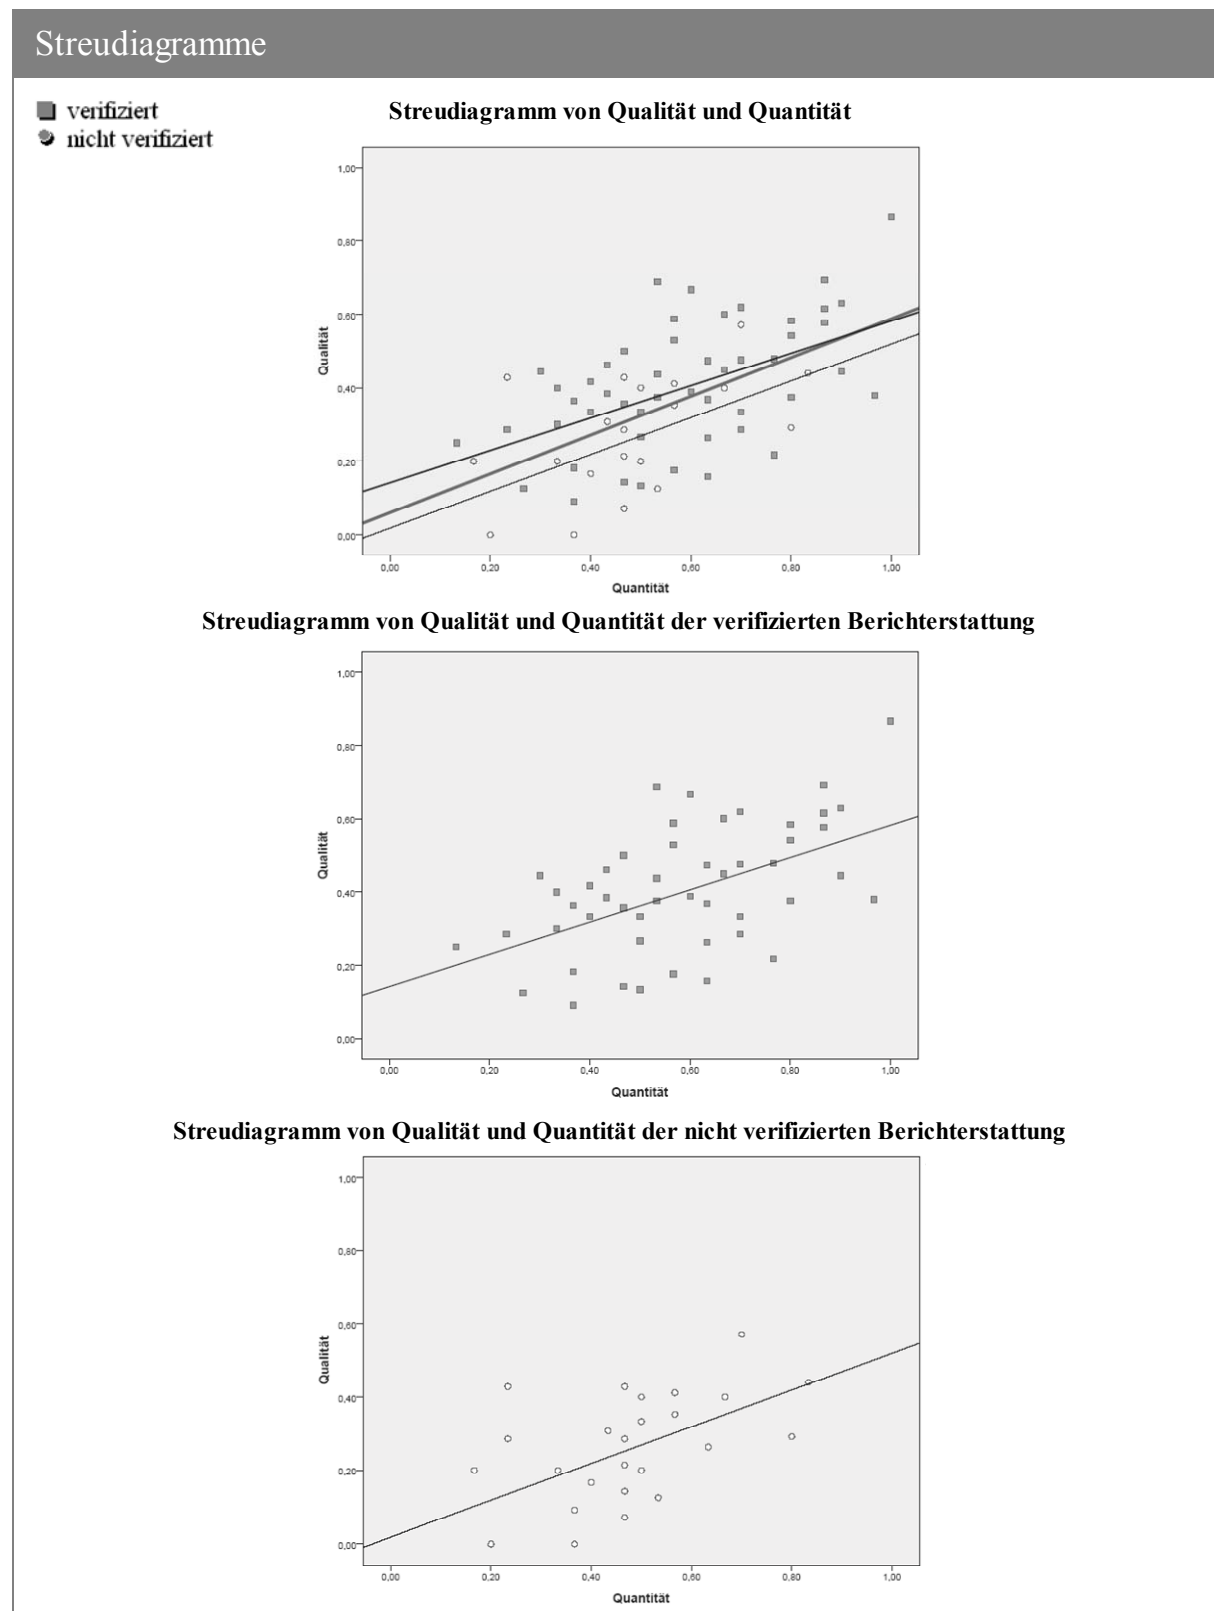 Streudiagramme
verifiziert
nicht verifiziert
Streudiagramm von Qualität und Quantität
1,00
0,80
0,60
0,40
0,20
0,00
Qualität
0,00 0,20 0,40 0,60 0,80 1,00
Quantität
Streudiagramm von Qualität und Quantität der verifizierten Berichterstattung
1,00
0,80
0,60
0,40
0,20
0,00
Qualität
0,00 0,20 0,40 0,60 0,80 1,00
Quantität
Streudiagramm von Qualität und Quantität der nicht verifizierten Berichterstattung
1,00
0,80
0,60
0,40
0,20
0,00
Qualität
0,00 0,20 0,40 0,60 0,80 1,00
Quantität